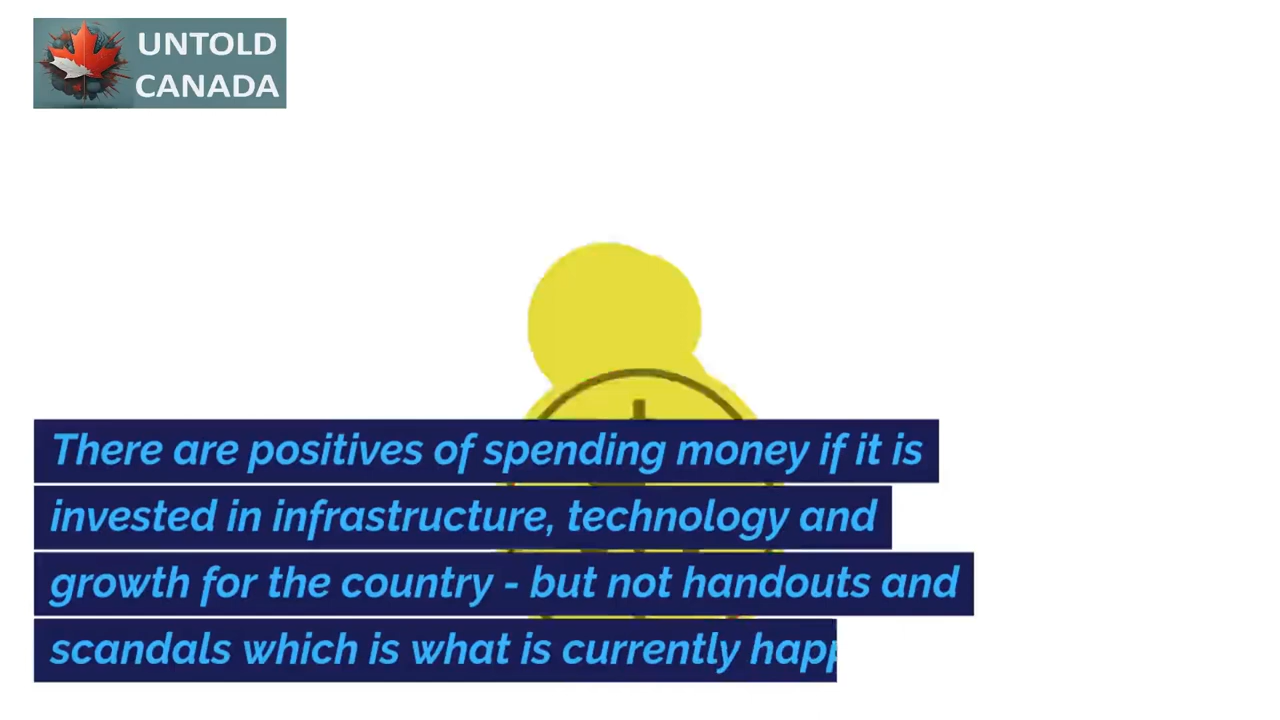 UNTOLD
CANADA
There are positives of spending money if it is
invested in infrastructure, technology and
growth for the country - but not handouts and
scandals which is what is currently